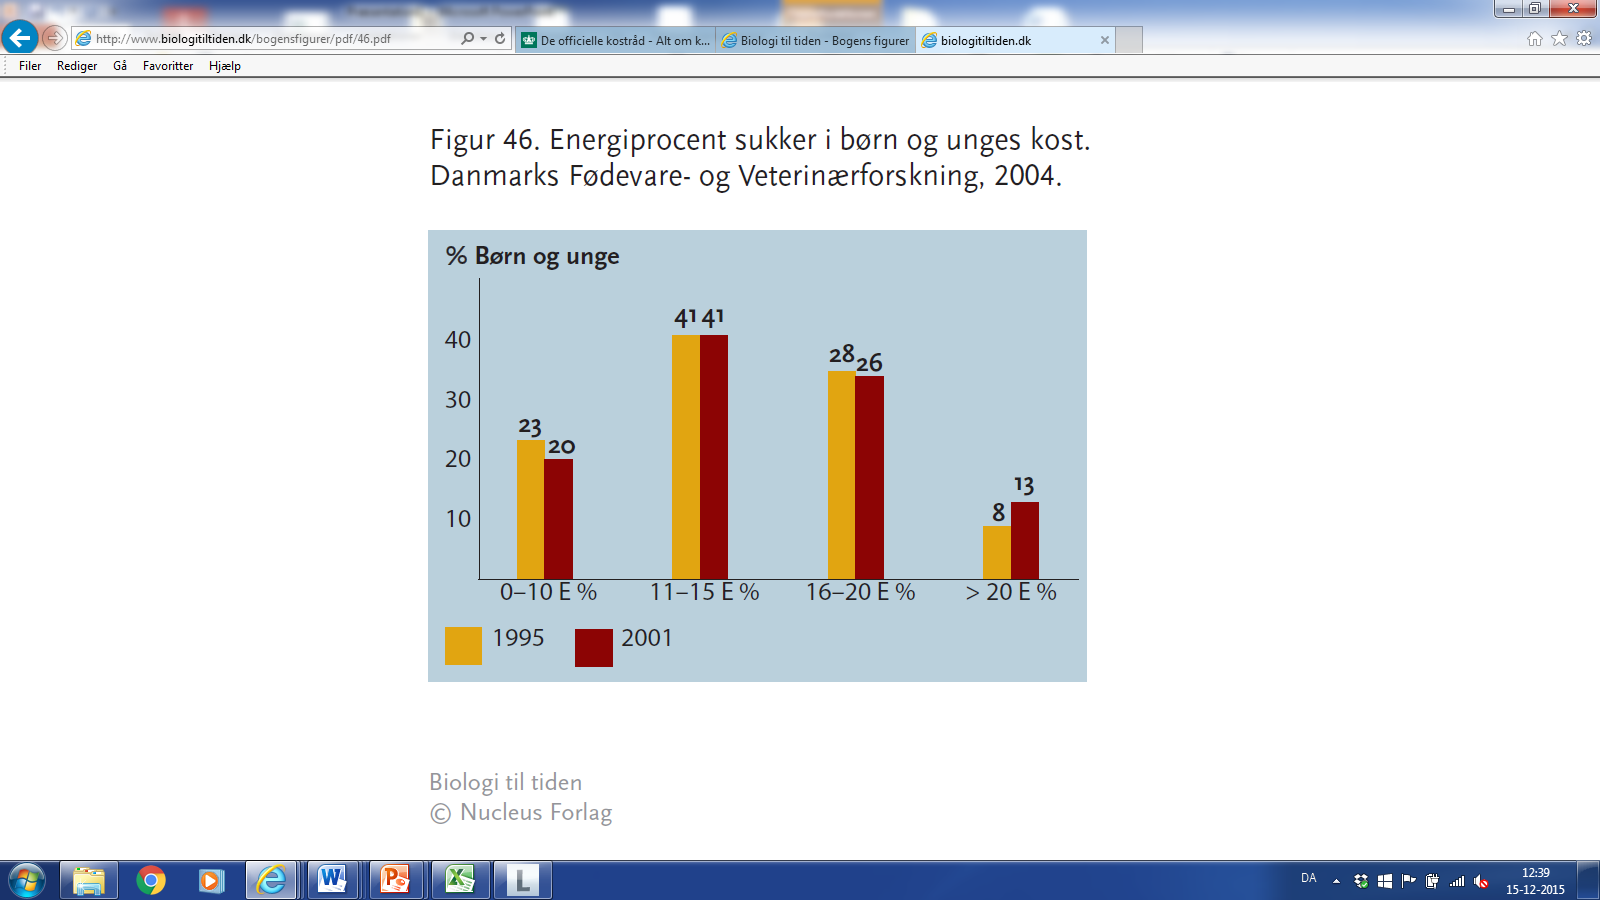 http://www.biologitiltiden.dk/bogensfigurer/pdf/46.pdf
De officielle kostråd - Alt om k...
Biologi til tiden - Bogens figurer
biologitiltiden.dk
Filer Rediger Gå Favoritter Hjælp
Figur 46. Energiprocent sukker i børn og unges kost.
Danmarks Fødevare- og Veterinærforskning, 2004.
% Børn og unge
41 41
40
28 26
30
23 20
20
13
8
10
0–10 E % 11–15 E % 16–20 E % > 20 E %
1995 2001
Biologi til tiden
© Nucleus Forlag
DA
12:39
15-12-2015